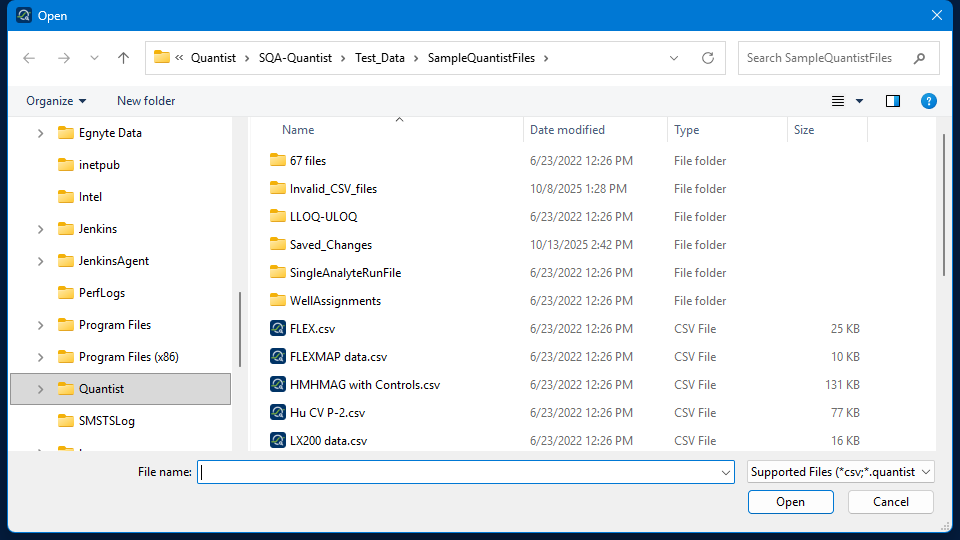 Open
« Quantist > SQA-Quantist > Test_Data > SampleQuantistFiles >
Search SampleQuantistFiles
Organize
New folder
?
Egnyte Data
inetpub
Intel
Jenkins
JenkinsAgent
PerfLogs
Program Files
Program Files (x86)
Quantist
SMSTSLog
Name Date modified Type Size
67 files 6/23/2022 12:26 PM File folder
Invalid_CSV_files 10/8/2025 1:28 PM File folder
LLOQ-ULOQ 6/23/2022 12:26 PM File folder
Saved_Changes 10/13/2025 2:42 PM File folder
SingleAnalyteRunFile 6/23/2022 12:26 PM File folder
WellAssignments 6/23/2022 12:26 PM File folder
FLEX.csv 6/23/2022 12:26 PM CSV File 25 KB
FLEXMAP data.csv 6/23/2022 12:26 PM CSV File 10 KB
HMHMAG with Controls.csv 6/23/2022 12:26 PM CSV File 131 KB
Hu CV P-2.csv 6/23/2022 12:26 PM CSV File 77 KB
LX200 data.csv 6/23/2022 12:26 PM CSV File 16 KB
File name:
Supported Files (*csv;*.quantist
Open
Cancel